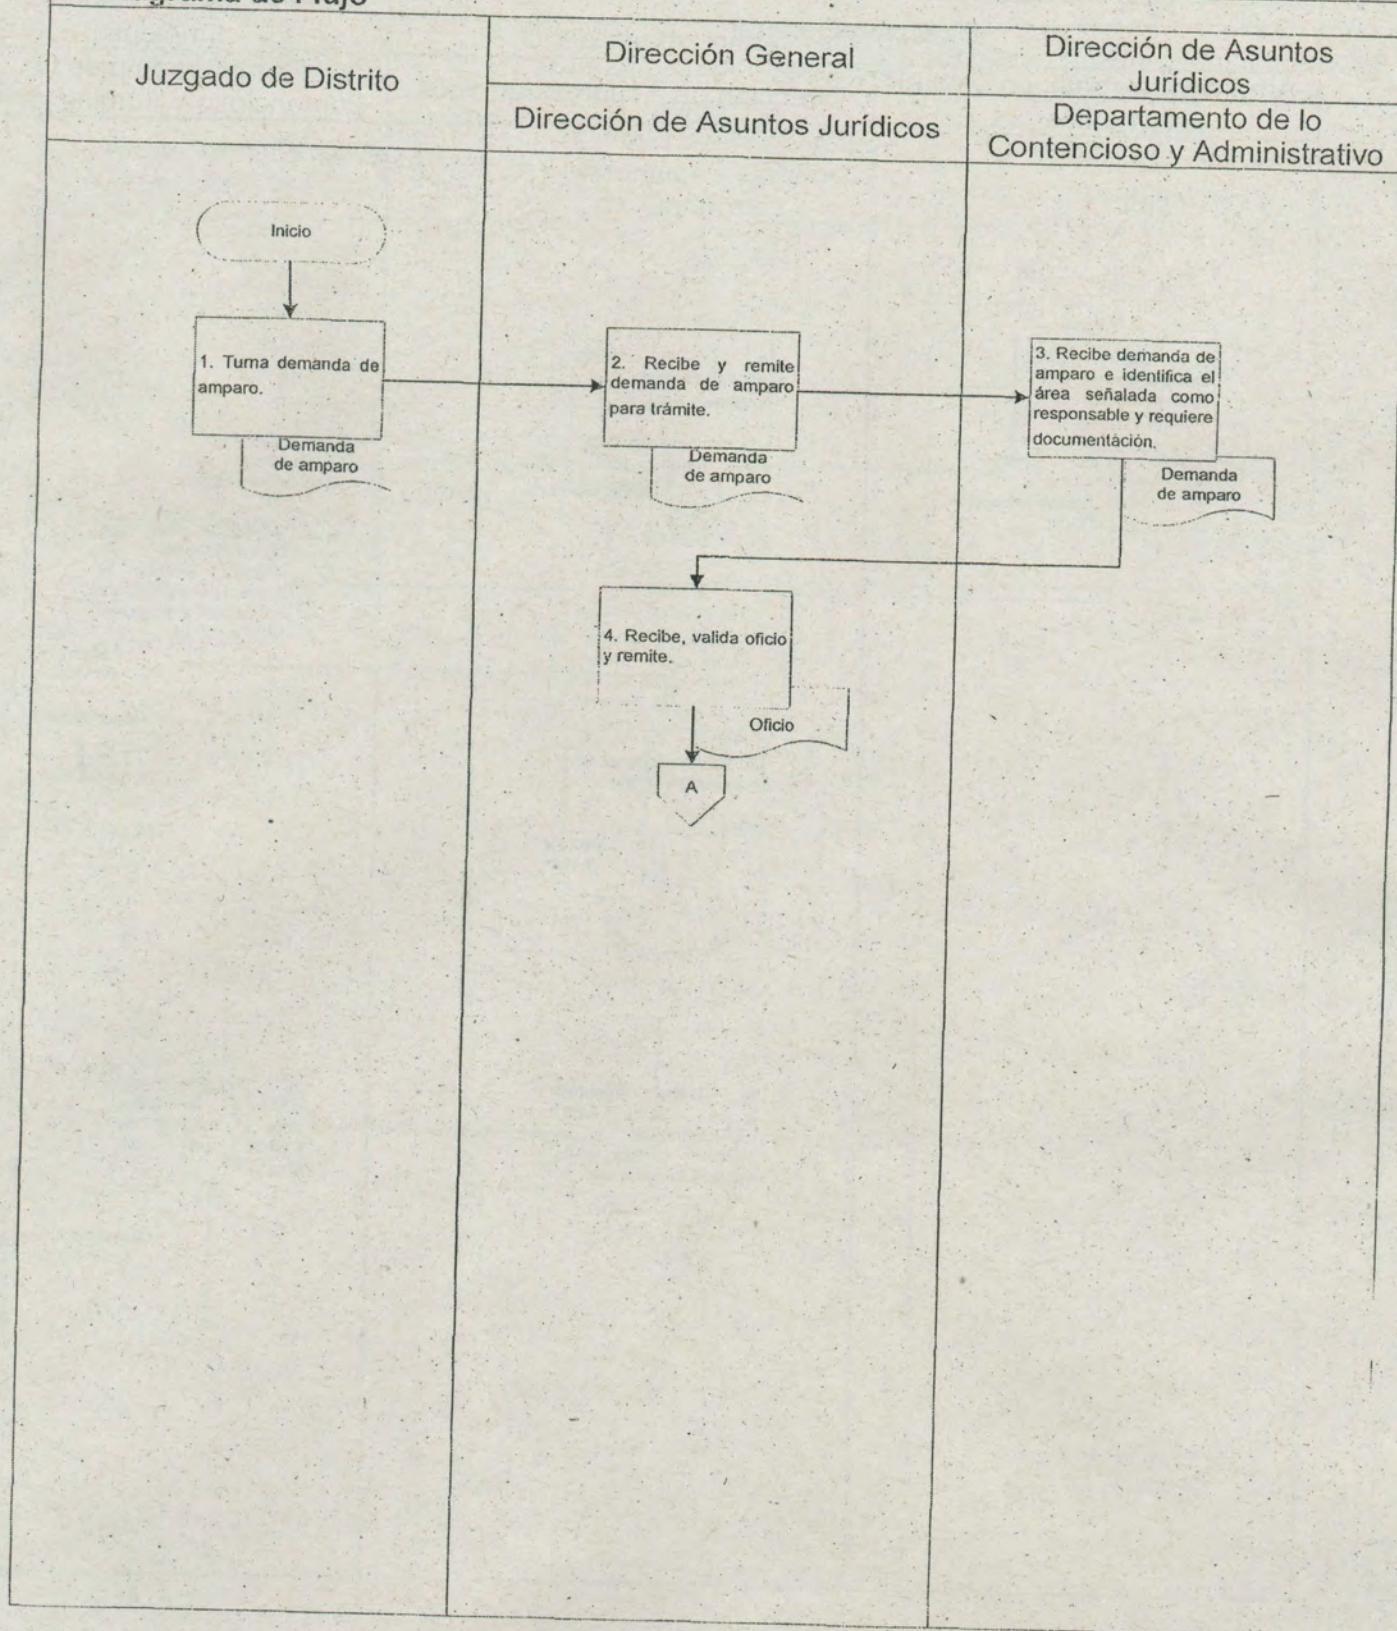 de Flujo
Juzgado de Distrito
Dirección General
Dirección de Asuntos Jurídicos
Dirección de Asuntos
Jurídicos
Departamento de lo
Contencioso y Administrativo
Inicio
1. Turna demanda de
amparo.
Demanda
de amparo
2. Recibe y remite
demanda de amparo
para trámite.
Demanda
de amparo
3. Recibe demanda de
amparo e identifica el
área señalada como
responsable y requiere
documentación.
Demanda
de amparo
4. Recibe, valida oficio
y remite.
Oficio
A